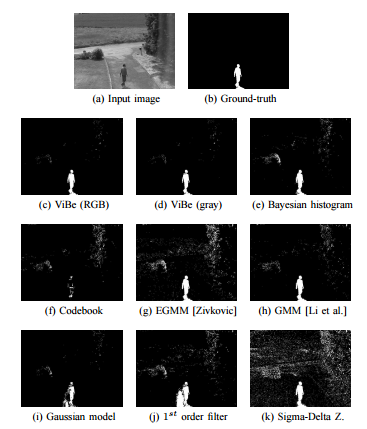 (a) Input image (b) Ground-truth
(c) ViBe (RGB) (d) ViBe (gray) (e) Bayesian histogram
(f) Codebook (g) EGMM [Zivkovic] (h) GMM [Li et al.]
(i) Gaussian model (j) 1st order filter (k) Sigma-Delta Z.